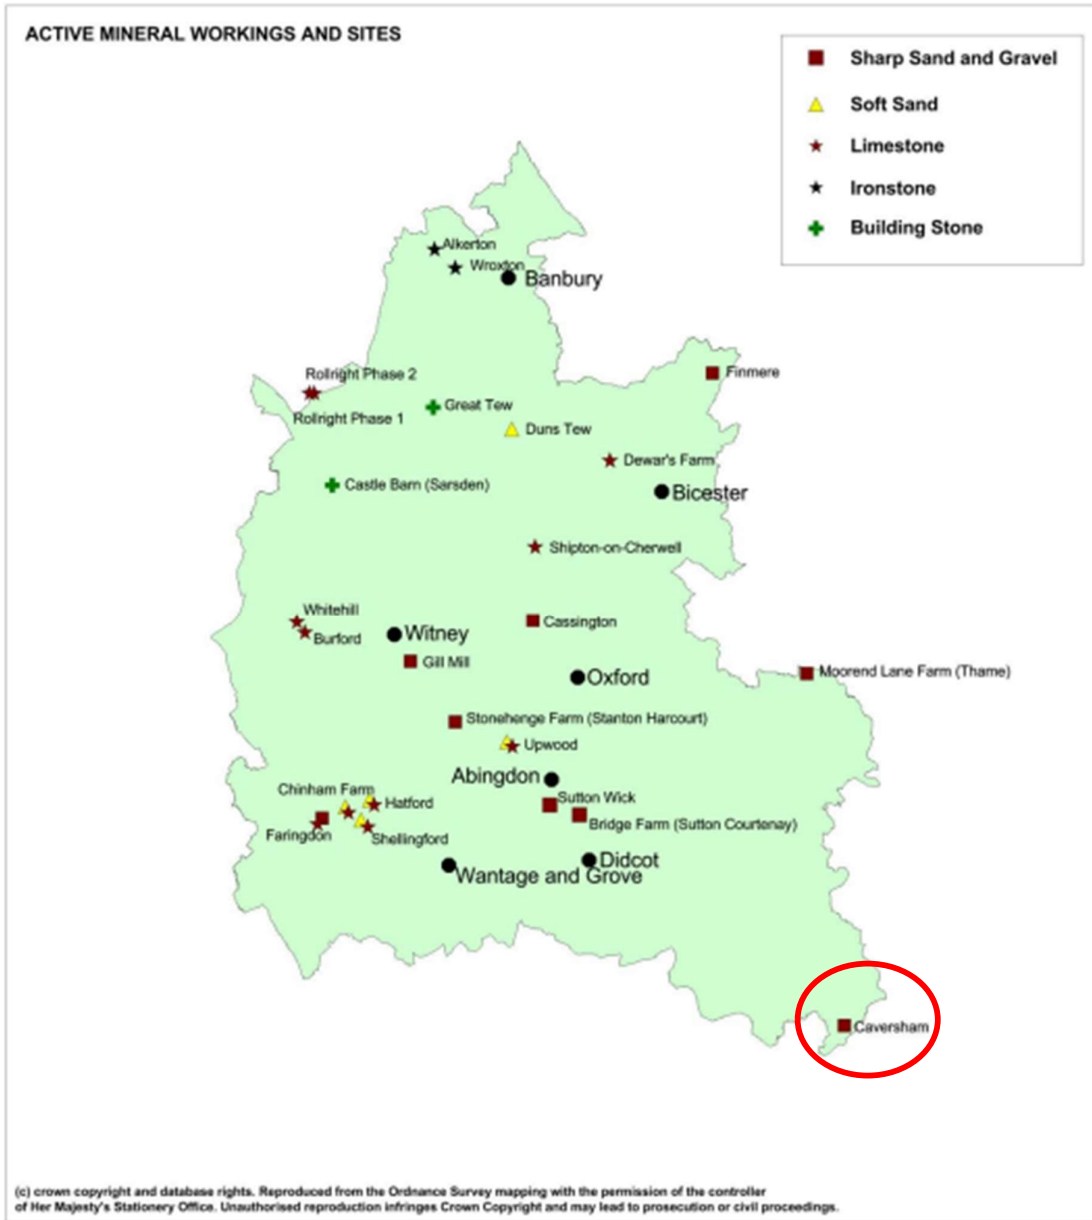 ACTIVE MINERAL WORKINGS AND SITES
Sharp Sand and Gravel
Soft Sand
Limestone
Ironstone
Building Stone
Alkerton
Wroxton
Banbury
Rollright Phase 2
Finmere
Rollright Phase 1
Great Tew
Duns Tew
Dewar's Farm
Castle Barn (Sarsden)
Bicester
Shipton-on-Cherwell
Whitehill
Burford
Witney
Cassington
Gill Mill
Oxford
Moorend Lane Farm (Thame)
Stonehenge Farm (Stanton Harcourt)
Upwood
Abingdon
Chinham Farm
Hatford
Sutton Wick
Bridge Farm (Sutton Courtenay)
Faringdon
Shellingford
Didcot
Wantage and Grove
Caversham
(c) crown copyright and database rights. Reproduced from the Ordnance Survey mapping with the permission of the controller
of Her Majesty's Stationery Office. Unauthorised reproduction infringes Crown Copyright and may lead to prosecution or civil proceedings.